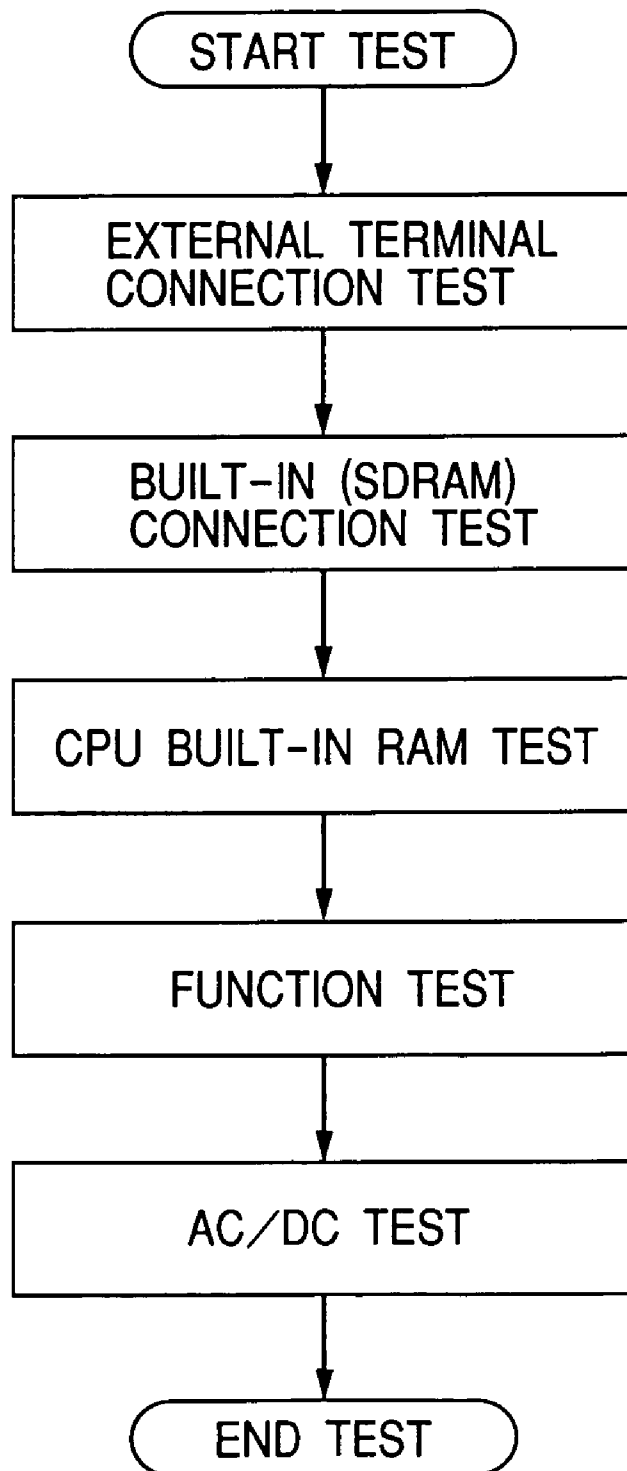 START TEST
EXTERNAL TERMINAL
CONNECTION TEST
BUILT-IN (SDRAM)
CONNECTION TEST
CPU BUILT-IN RAM TEST
FUNCTION TEST
AC/DC TEST
END TEST